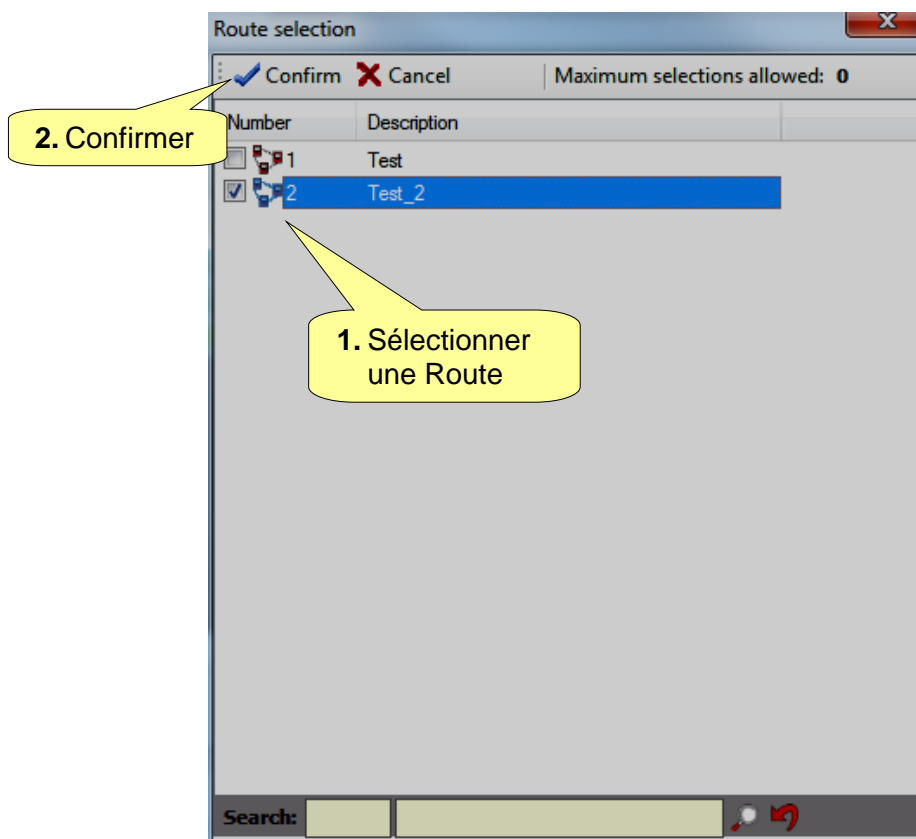 Route selection
Confirm Cancel Maximum selections allowed: 0
2. Confirmer
Number Description
1 Test
2 Test_2
1. Sélectionner
une Route
Search: